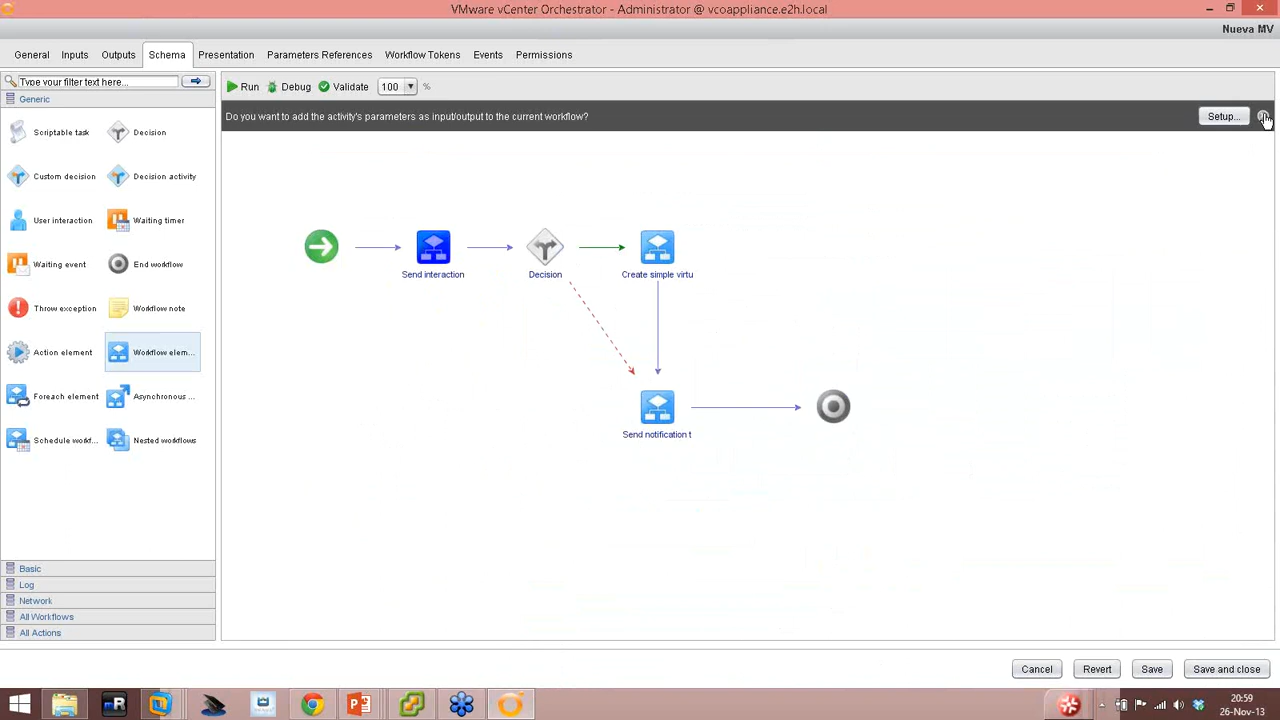 VMware vCenter Orchestrator - Administrator @ vcoappliance.e2h.local
Nueva MV
General Inputs Outputs Schema Presentation Parameters References Workflow Tokens Events Permissions
Type your filter text here...
Run Debug Validate 100 %
Generic
Do you want to add the activity's parameters as input/output to the current workflow? Setup...
Scriptable task Decision
Custom decision Decision activity
User interaction Waiting timer
Waiting event End workflow
Throw exception Workflow note
Action element Workflow elem...
Foreach element Asynchronous ...
Schedule workf... Nested workflows
Send interaction Decision Create simple virtu
Send notification t
Basic
Log
Network
All Workflows
All Actions
Cancel Revert Save Save and close
20:59
26-Nov-13